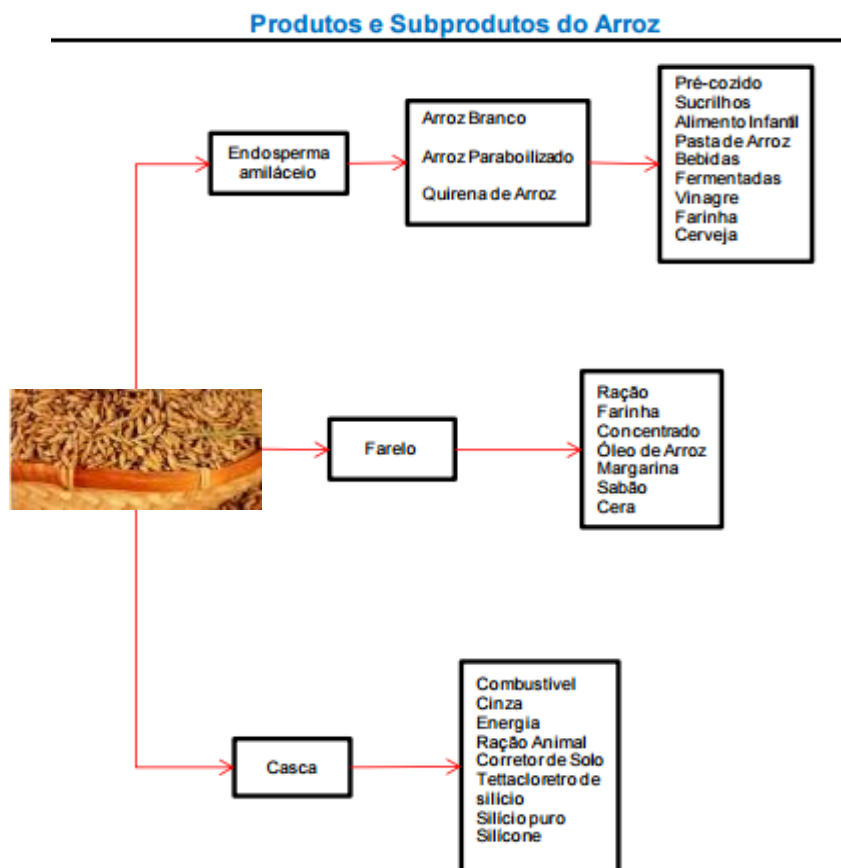 Produtos e Subprodutos do Arroz
Endosperma
amiláceio
Arroz Branco
Arroz Paraboilizado
Quirena de Arroz
Pré-cozido
Sucrilhos
Alimento Infantil
Pasta de Arroz
Bebidas
Fermentadas
Vinagre
Farinha
Cerveja
Farelo
Ração
Farinha
Concentrado
Óleo de Arroz
Margarina
Sabão
Cera
Casca
Combustível
Cinza
Energia
Ração Animal
Corretor de Solo
Tettacloretro de
silício
Silício puro
Silícone